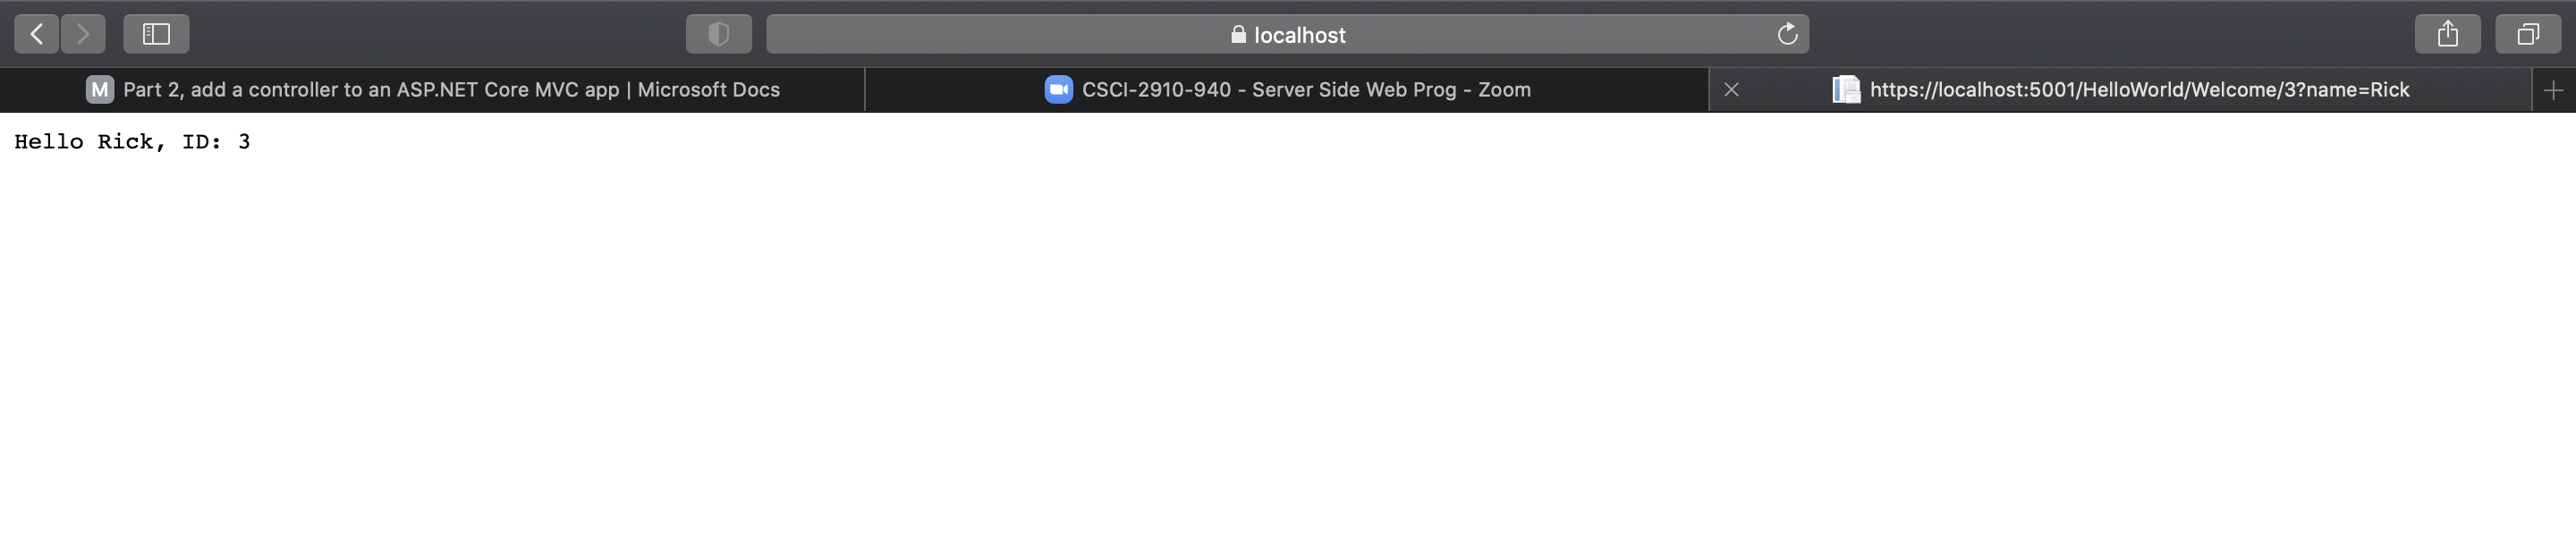 localhost
M Part 2, add a controller to an ASP.NET Core MVC app | Microsoft Docs
CSCI-2910-940 - Server Side Web Prog - Zoom
https://localhost:5001/HelloWorld/Welcome/3?name=Rick
Hello Rick, ID: 3